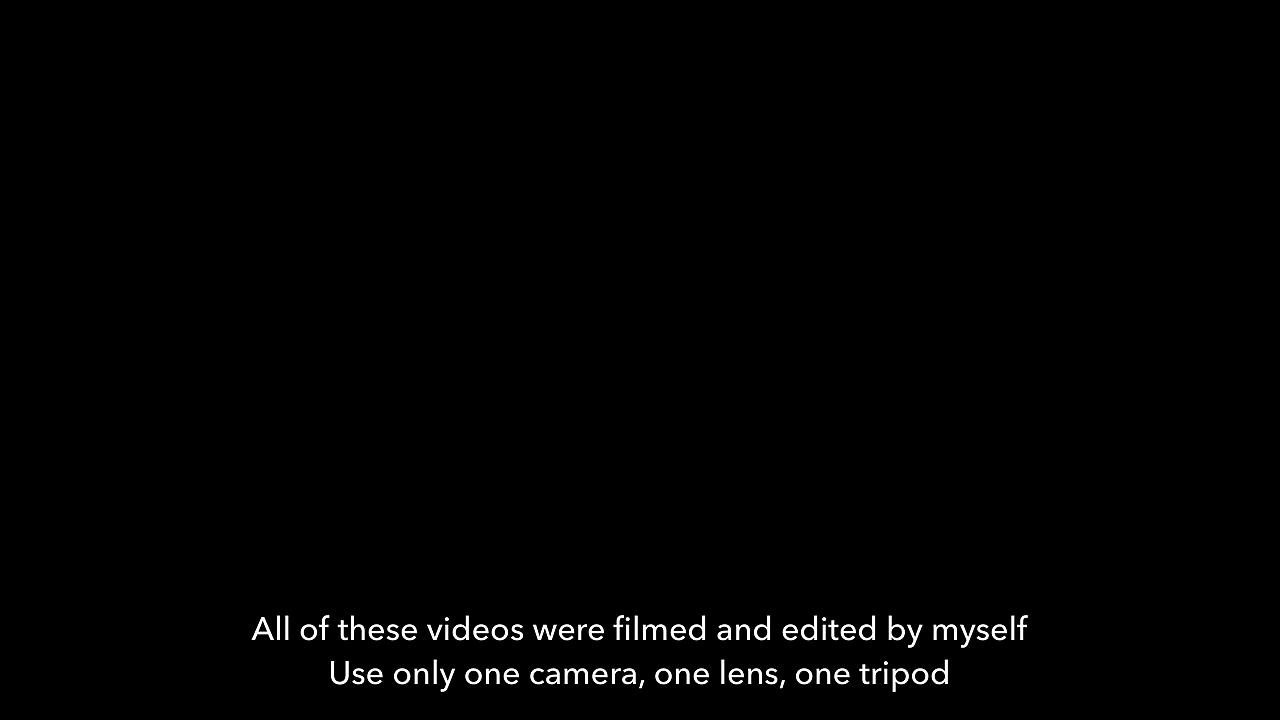 All of these videos were filmed and edited by myself
Use only one camera, one lens, one tripod